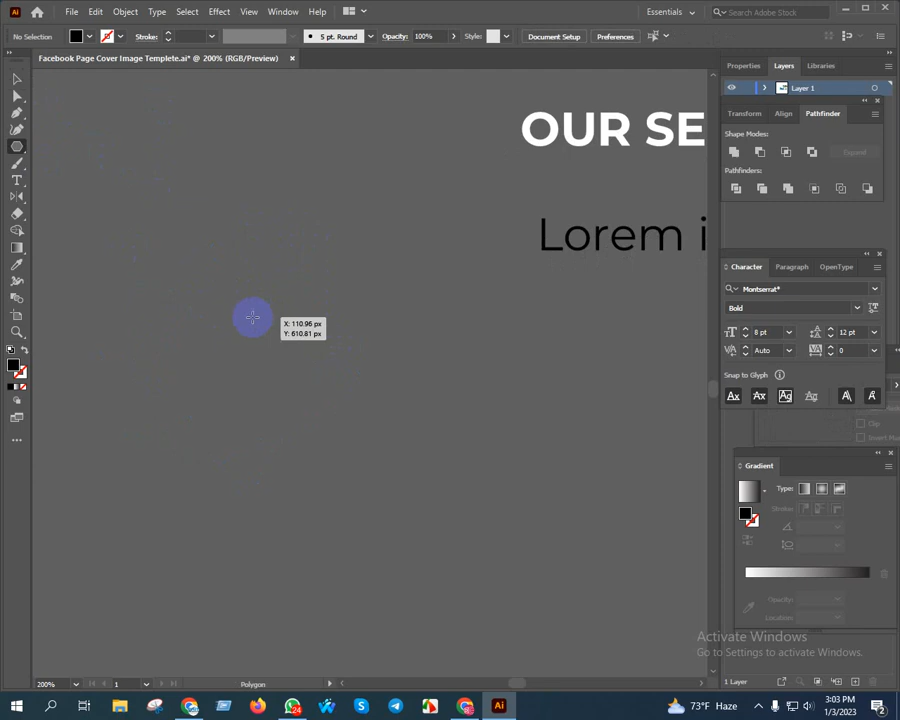 Ai File Edit Object Type Select Effect View Window Help Essentials Search Adobe Stock
No Selection Stroke: 5 pt. Round Opacity: 100% Style: Document Setup Preferences
Facebook Page Cover Image Templete.ai* @ 200% (RGB/Preview)
Properties Layers Libraries
Layer 1
Transform Align Pathfinder
Shape Modes:
Expand
Pathfinders:
OUR SE
Lorem i
Character Paragraph OpenType
Montserrat*
Bold
8 pt 12 pt
Auto 0
Snap to Glyph
X: 110.96 px
Y: 610.81 px
Clip
Gradient
Type:
Stroke:
Opacity:
Location:
Activate Windows
Go to Settings to activate Windows.
200% 1 Polygon 1 Layer
24 Ai 73°F Haze 3:03 PM
1/3/2023 2